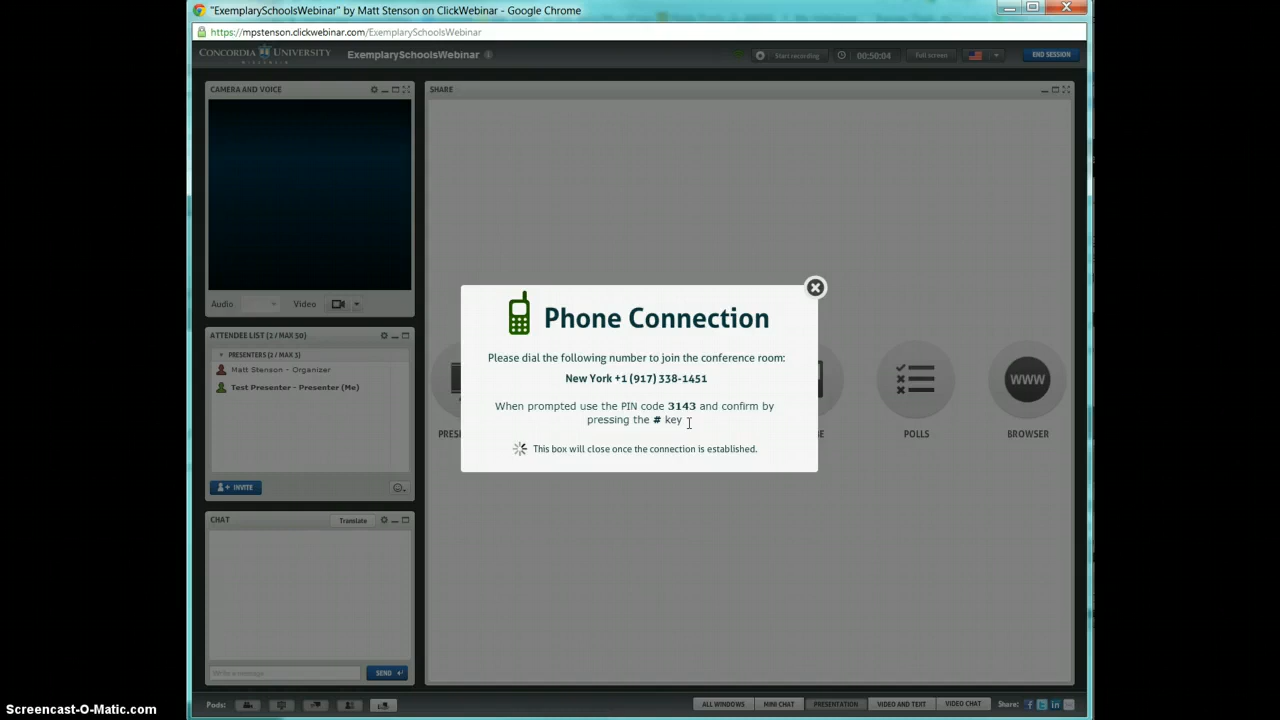 "ExemplarySchoolsWebinar" by Matt Stenson on ClickWebinar - Google Chrome
https://mpstenson.clickwebinar.com/ExemplarySchoolsWebinar
CONCORDIA UNIVERSITY
WISCONSIN
ExemplarySchoolsWebinar
Start recording
00:50:04
Full screen
END SESSION
CAMERA AND VOICE
SHARE
Audio
Video
ATTENDEE LIST (2 / MAX 50)
PRESENTERS (2 / MAX 3)
Matt Stenson - Organizer
Test Presenter - Presenter (Me)
INVITE
CHAT
Translate
Write a message
SEND
Phone Connection
Please dial the following number to join the conference room:
New York +1 (917) 338-1451
When prompted use the PIN code 3143 and confirm by
pressing the # key
This box will close once the connection is established.
POLLS
WWW
BROWSER
Pods:
ALL WINDOWS
MINI CHAT
PRESENTATION
VIDEO AND TEXT
VIDEO CHAT
Share:
Screencast-O-Matic.com